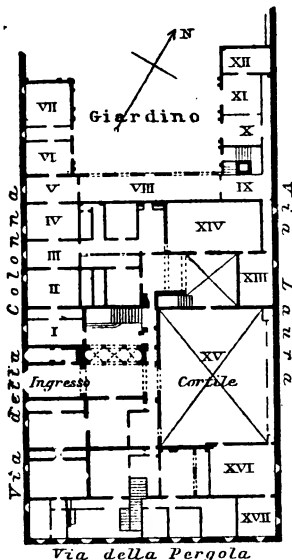 N
XII
VII
XI
Giardino
X
VI
V
VIII
IX
IV
XIV
III
II
XIII
I
XV
Ingresso
Cortile
XVI
XVII
Via della Colonna
Via Laura
Via della Pergola